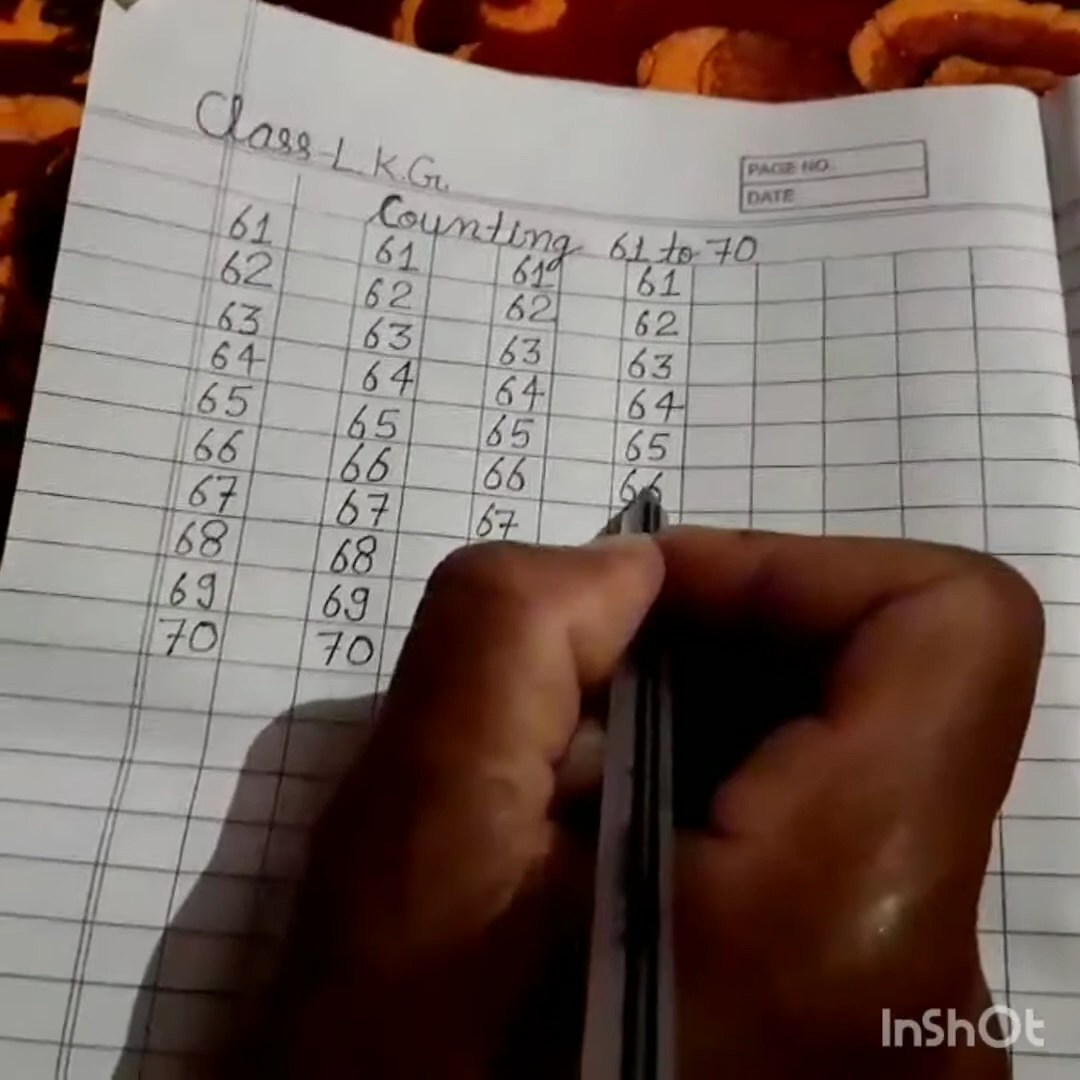 Class-L.K.G.
PAGE NO.
DATE
Counting 61 to 70
61 61 61 61
62 62 62 62
63 63 63 63
64 64 64 64
65 65 65 65
66 66 66 66
67 67 67
68 68
69 69
70 70
InShOt